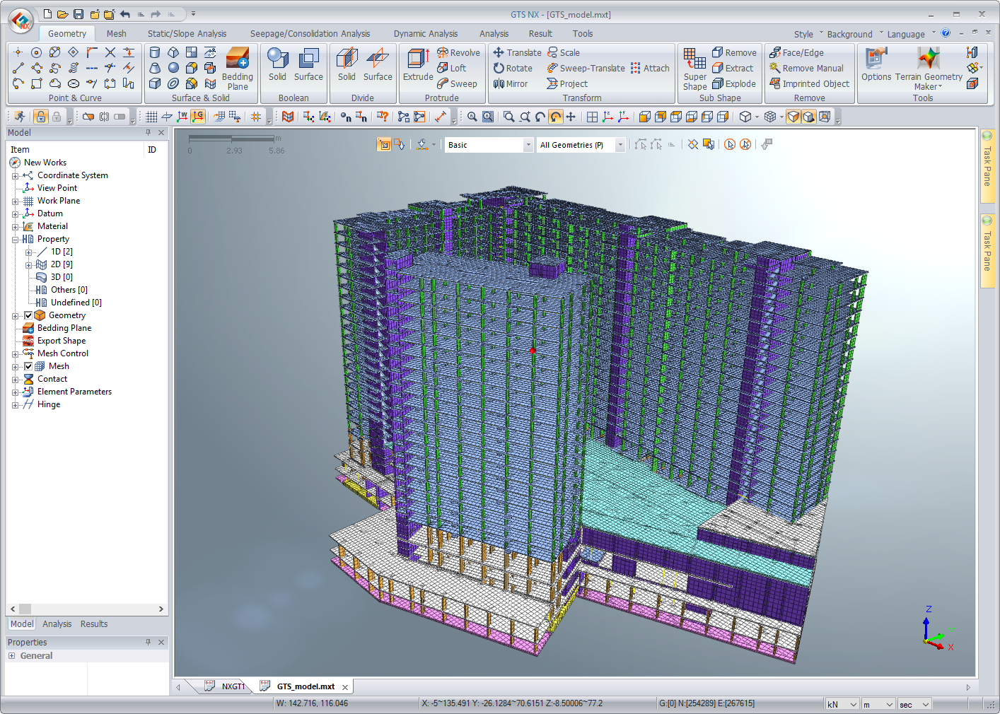 GTS NX - [GTS_model.mxt]
Geometry Mesh Static/Slope Analysis Seepage/Consolidation Analysis Dynamic Analysis Analysis Result Tools Style Background Language
Bedding Plane
Point & Curve
Surface & Solid
Solid Surface
Boolean
Solid Surface
Divide
Extrude
Revolve
Loft
Sweep
Protrude
Translate Scale
Rotate Sweep-Translate Attach
Mirror Project
Transform
Super Shape
Remove
Extract
Explode
Sub Shape
Face/Edge
Remove Manual
Imprinted Object
Remove
Options Terrain Geometry Maker
Tools
Model
Item ID
New Works
Coordinate System
View Point
Work Plane
Datum
Material
Property
1D [2]
2D [9]
3D [0]
Others [0]
Undefined [0]
Geometry
Bedding Plane
Export Shape
Mesh Control
Mesh
Contact
Element Parameters
Hinge
Model Analysis Results
Properties
General
m
0 2.93 5.86
Basic All Geometries (P)
Task Pane
Task Pane
Z
Y
X
NXGT1 GTS_model.mxt
W: 142.716, 116.046 X: -5~135.491 Y: -26.1284~70.6151 Z:-8.50006~77.2 G:[0] N:[254289] E:[267615] kN m sec